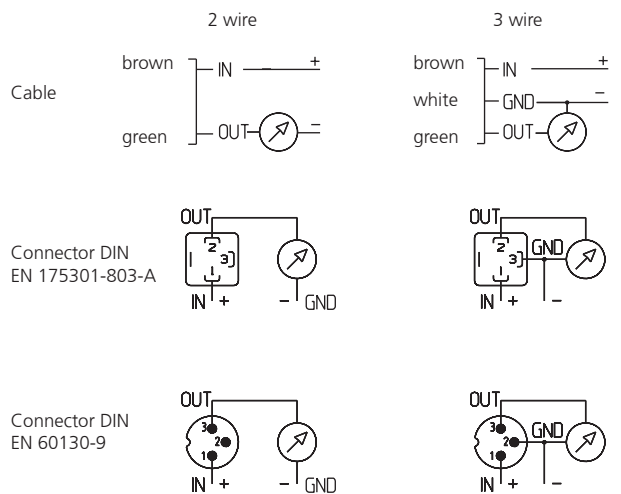 2 wire 3 wire
brown IN – + brown IN +
Cable white GND –
green OUT – green OUT
OUT OUT
2 2 GND
Connector DIN 3 3
EN 175301-803-A 1 1
IN + – GND IN + –
OUT OUT
3 3 GND
Connector DIN 2 2
EN 60130-9 1 1
IN + – GND IN + –